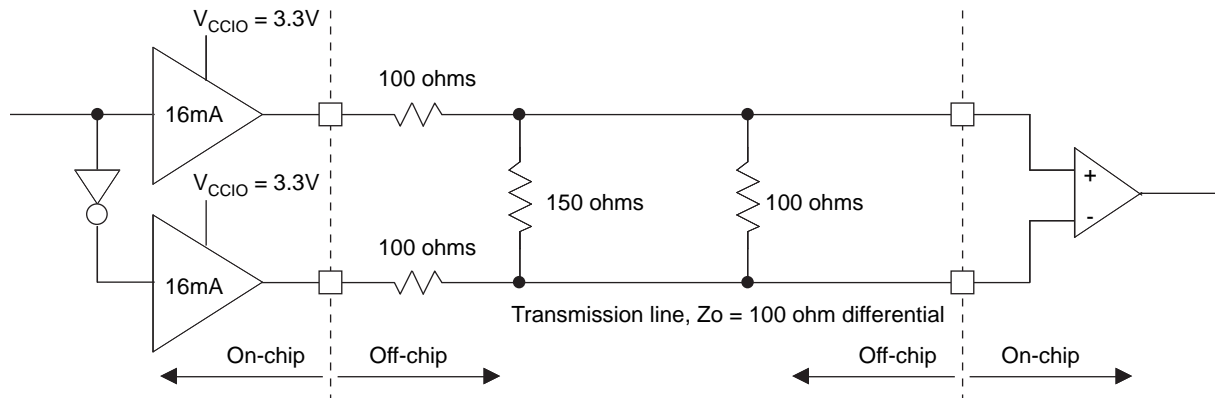 VCCIO = 3.3V
16mA
100 ohms
VCCIO = 3.3V
150 ohms
100 ohms
+
-
100 ohms
16mA
Transmission line, Zo = 100 ohm differential
On-chip
Off-chip
Off-chip
On-chip